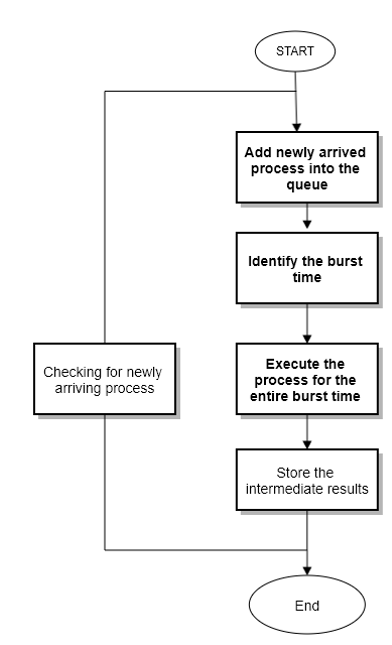 START
Add newly arrived
process into the
queue
Identify the burst
time
Checking for newly
arriving process
Execute the
process for the
entire burst time
Store the
intermediate results
End